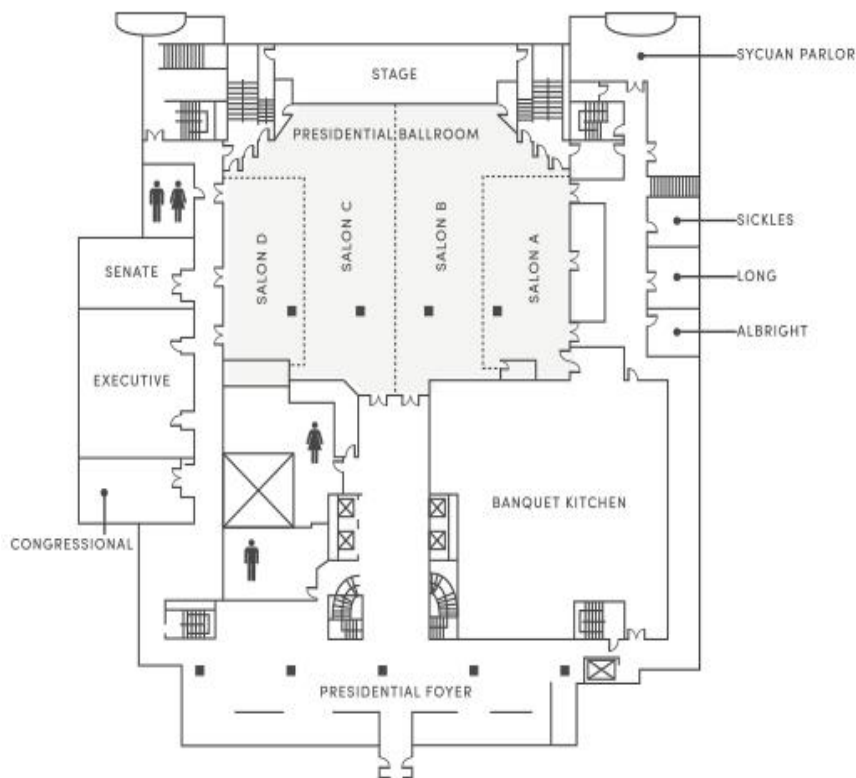 SYCUAN PARLOR
STAGE
PRESIDENTIAL BALLROOM
SALON D
SALON C
SALON B
SALON A
SICKLES
SENATE
LONG
ALBRIGHT
EXECUTIVE
BANQUET KITCHEN
CONGRESSIONAL
PRESIDENTIAL FOYER